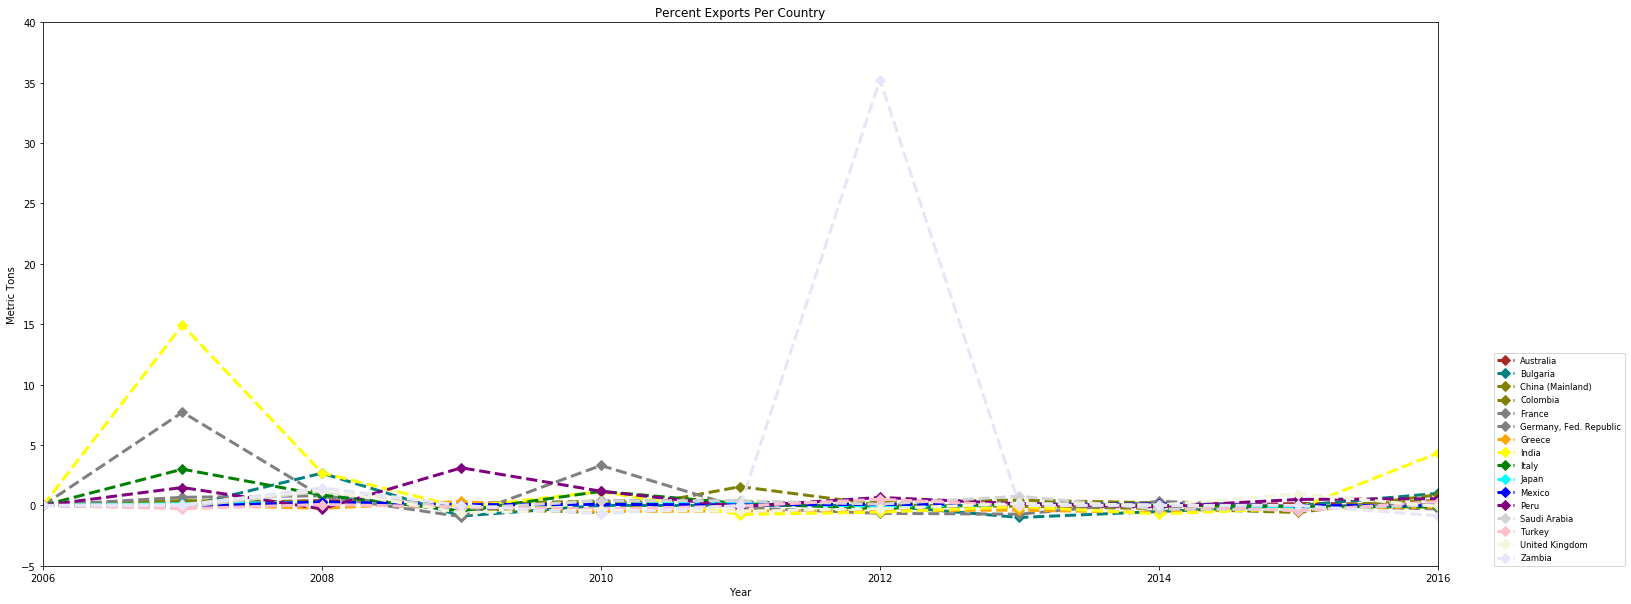 Percent Exports Per Country
40
35
30
25
20
15
10
5
0
−5
Metric Tons
2006
2008
2010
2012
2014
2016
Year
Australia
Bulgaria
China (Mainland)
Colombia
France
Germany, Fed. Republic
Greece
India
Italy
Japan
Mexico
Peru
Saudi Arabia
Turkey
United Kingdom
Zambia